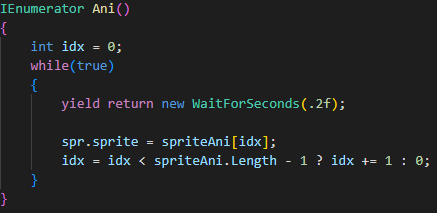 IEnumerator Ani()
{
    int idx = 0;
    while(true)
    {
        yield return new WaitForSeconds(.2f);

        spr.sprite = spriteAni[idx];
        idx = idx < spriteAni.Length - 1 ? idx += 1 : 0;
    }
}